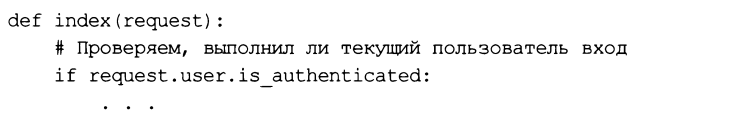 def index(request):
    # Проверяем, выполнил ли текущий пользователь вход
    if request.user.is_authenticated:
        . . .